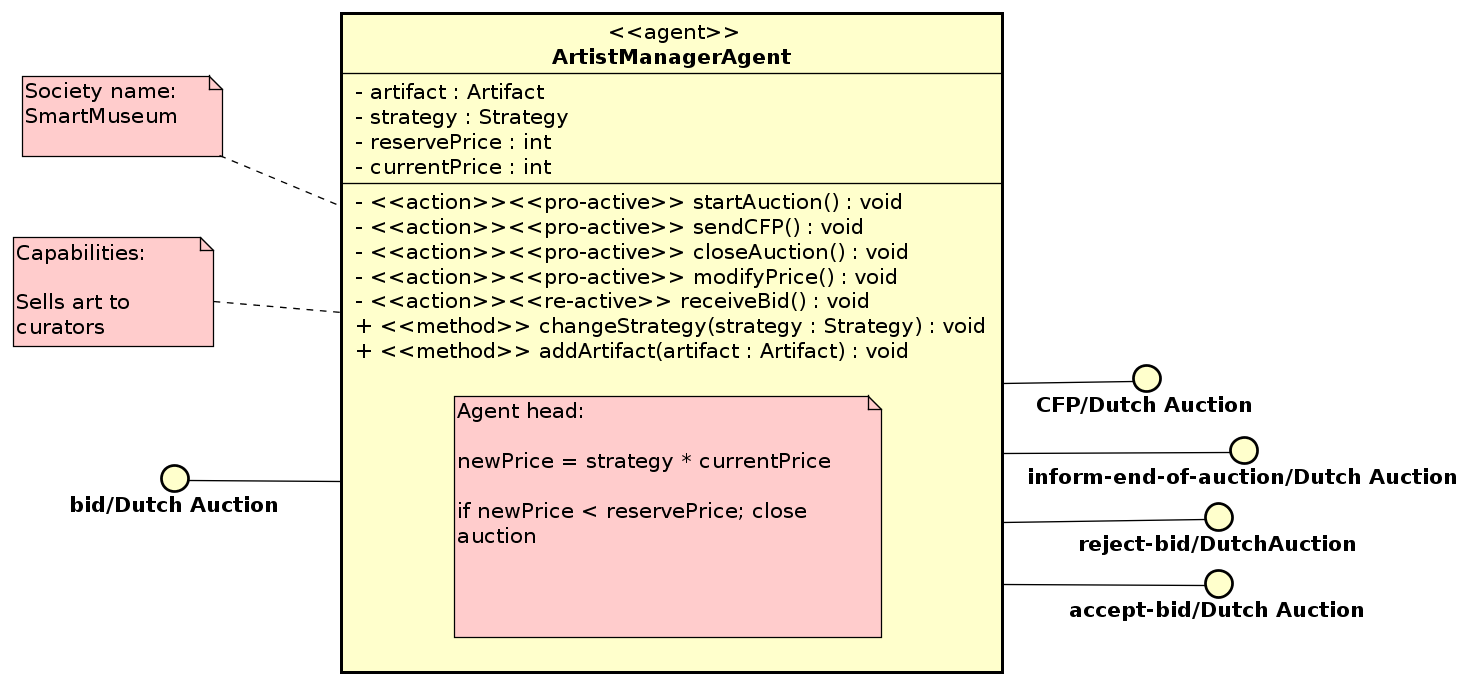 <<agent>>
ArtistManagerAgent
Society name:
SmartMuseum
- artifact : Artifact
- strategy : Strategy
- reservePrice : int
- currentPrice : int
- <<action>><<pro-active>> startAuction() : void
- <<action>><<pro-active>> sendCFP() : void
- <<action>><<pro-active>> closeAuction() : void
- <<action>><<pro-active>> modifyPrice() : void
- <<action>><<re-active>> receiveBid() : void
+ <<method>> changeStrategy(strategy : Strategy) : void
+ <<method>> addArtifact(artifact : Artifact) : void
Capabilities:
Sells art to
curators
Agent head:
newPrice = strategy * currentPrice
if newPrice < reservePrice; close
auction
bid/Dutch Auction
CFP/Dutch Auction
inform-end-of-auction/Dutch Auction
reject-bid/DutchAuction
accept-bid/Dutch Auction